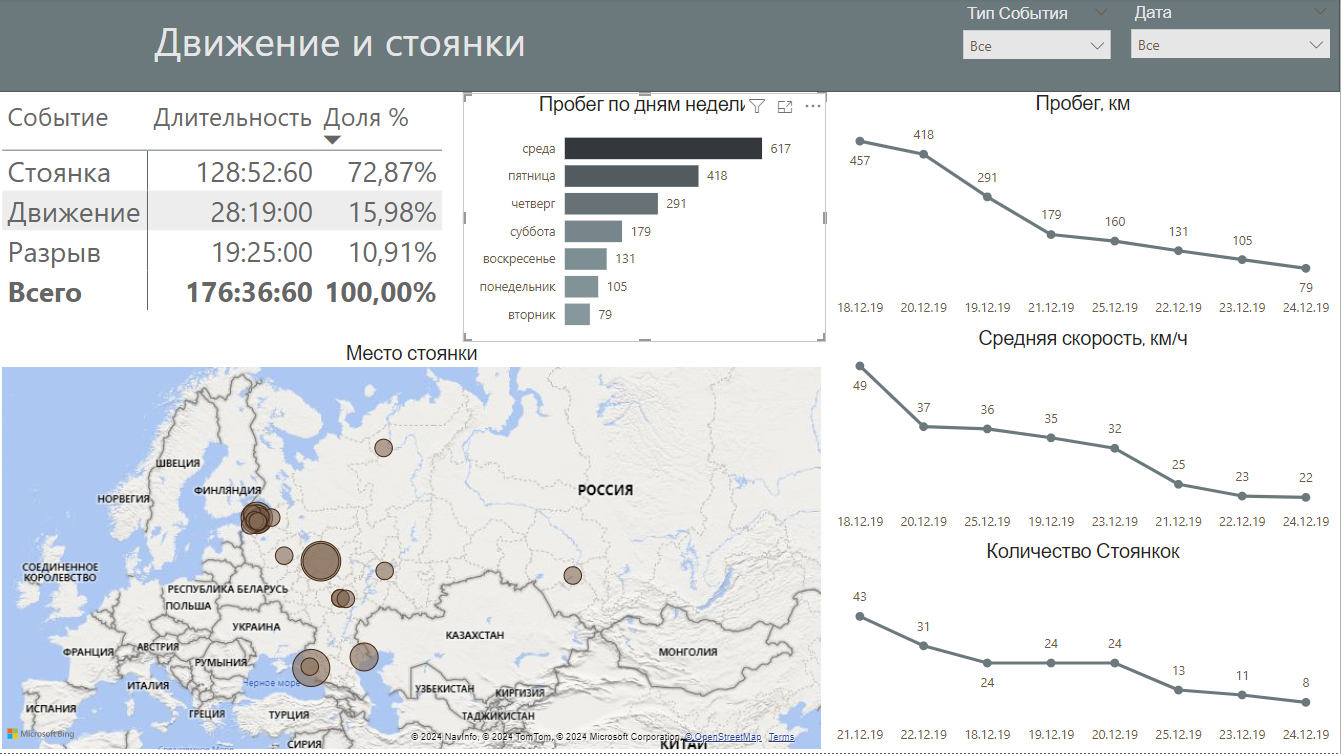 Движение и стоянки
Тип События
Все
Дата
Все
Событие Длительность Доля %
Стоянка 128:52:60 72,87%
Движение 28:19:00 15,98%
Разрыв 19:25:00 10,91%
Всего 176:36:60 100,00%
Пробег по дням недели
среда 617
пятница 418
четверг 291
суббота 179
воскресенье 131
понедельник 105
вторник 79
Пробег, км
457 418 291 179 160 131 105 79
18.12.19 20.12.19 19.12.19 21.12.19 25.12.19 22.12.19 23.12.19 24.12.19
Средняя скорость, км/ч
49 37 36 35 32 25 23 22
18.12.19 20.12.19 25.12.19 19.12.19 23.12.19 21.12.19 22.12.19 24.12.19
Количество Стоянкок
43 31 24 24 24 13 11 8
21.12.19 22.12.19 18.12.19 19.12.19 20.12.19 25.12.19 23.12.19 24.12.19
Место стоянки
ШВЕЦИЯ
ФИНЛЯНДИЯ
НОРВЕГИЯ
РОССИЯ
СОЕДИНЕННОЕ
КОРОЛЕВСТВО
РЕСПУБЛИКА БЕЛАРУСЬ
ПОЛЬША
УКРАИНА
КАЗАХСТАН
ФРАНЦИЯ
АВСТРИЯ
РУМЫНИЯ
МОНГОЛИЯ
ИТАЛИЯ
Черное море
УЗБЕКИСТАН
КИРГИЗИЯ
ИСПАНИЯ
ГРЕЦИЯ
ТУРЦИЯ
ТАДЖИКИСТАН
СИРИЯ
КИТАЙ
Microsoft Bing
© 2024 NavInfo, © 2024 TomTom, © 2024 Microsoft Corporation, © OpenStreetMap Terms